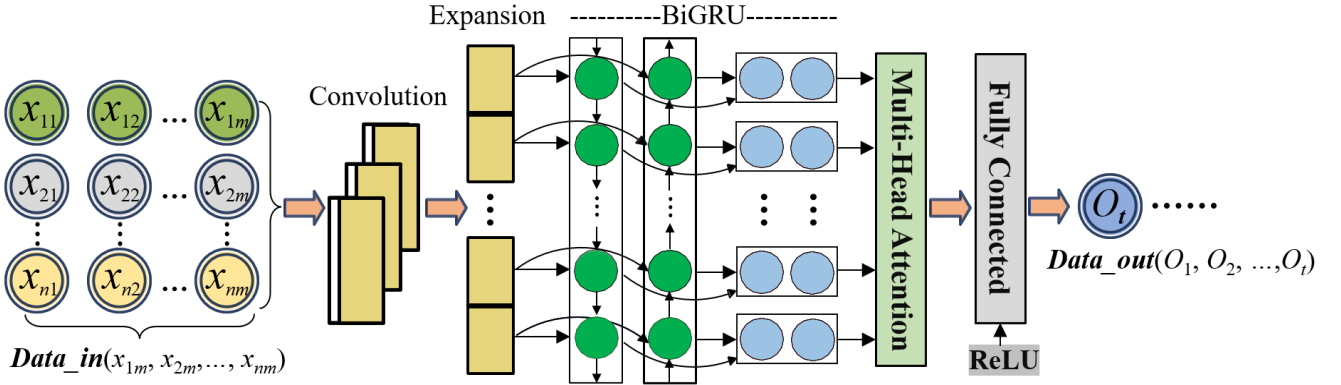 Expansion
BiGRU
Convolution
x11 x12 ... x1m
x21 x22 ... x2m
xn1 xn2 ... xnm
Data_in(x1m, x2m,..., xnm)
Multi-Head Attention
Fully Connected
ReLU
Ot ......
Data_out(O1, O2, ...,Ot)